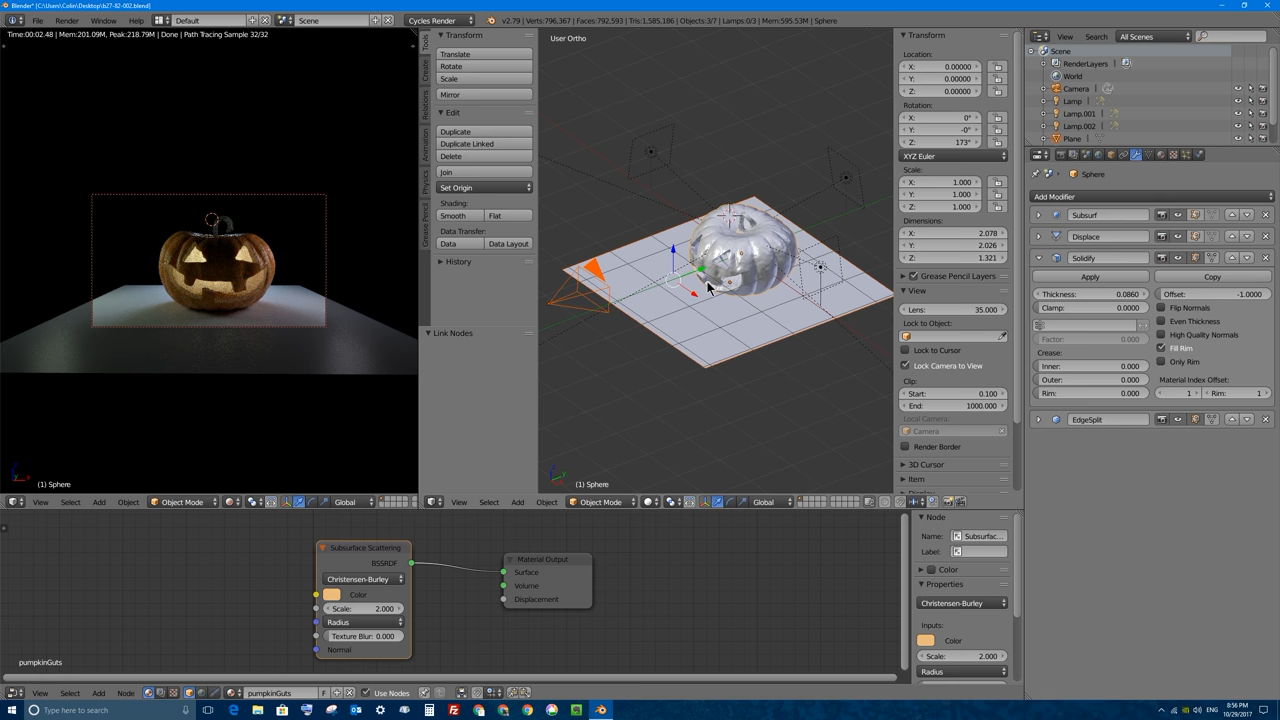 Blender* [C:\Users\Colin\Desktop\b27-82-002.blend]
File Render Window Help Default Scene Cycles Render v2.79 | Verts:796,367 | Faces:792,593 | Tris:1,585,186 | Objects:3/7 | Lamps:0/3 | Mem:595.53M | Sphere
Time:00:02.48 | Mem:201.09M, Peak:218.79M | Done | Path Tracing Sample 32/32
(1) Sphere
View Select Add Object Object Mode Global
Tools
Create
Relations
Animation
Physics
Grease Pencil
Transform
Translate
Rotate
Scale
Mirror
Edit
Duplicate
Duplicate Linked
Delete
Join
Set Origin
Shading:
Smooth Flat
Data Transfer:
Data Data Layout
History
Link Nodes
User Ortho
(1) Sphere
View Select Add Object Object Mode Global
Transform
Location:
X: 0.00000
Y: 0.00000
Z: 0.00000
Rotation:
X: 0°
Y: -0°
Z: 173°
XYZ Euler
Scale:
X: 1.000
Y: 1.000
Z: 1.000
Dimensions:
X: 2.078
Y: 2.026
Z: 1.321
Grease Pencil Layers
View
Lens: 35.000
Lock to Object:
Lock to Cursor
Lock Camera to View
Clip:
Start: 0.100
End: 1000.000
Local Camera:
Camera
Render Border
3D Cursor
Item
View Search All Scenes
Scene
RenderLayers
World
Camera
Lamp
Lamp.001
Lamp.002
Plane
Sphere
Add Modifier
Subsurf
Displace
Solidify
Apply Copy
Thickness: 0.0860 Offset: -1.0000
Clamp: 0.0000 Flip Normals
Even Thickness
Factor: 0.000 High Quality Normals
Crease: Fill Rim
Inner: 0.000 Only Rim
Outer: 0.000 Material Index Offset:
Rim: 0.000 1 Rim: 1
EdgeSplit
Subsurface Scattering
BSSRDF
Christensen-Burley
Color
Scale: 2.000
Radius
Texture Blur: 0.000
Normal
Material Output
Surface
Volume
Displacement
pumpkinGuts
Node
Name: Subsurfac...
Label:
Color
Properties
Christensen-Burley
Inputs:
Color
Scale: 2.000
Radius
View Select Add Node pumpkinGuts F Use Nodes
Type here to search
8:56 PM
10/29/2017